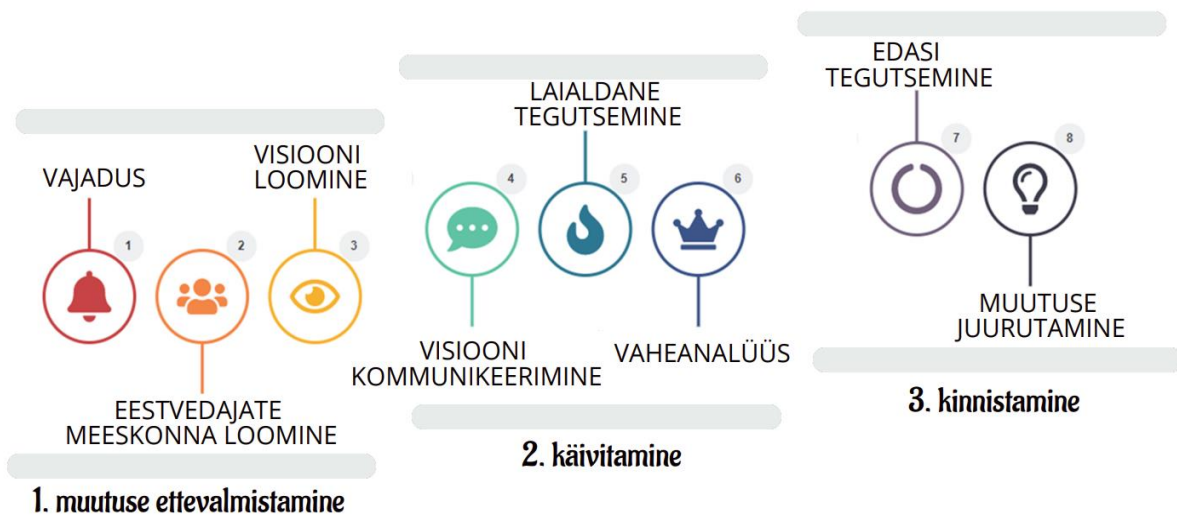 VAJADUS
1
EESTVEDAJATE
MEESKONNA LOOMINE
2
VISIOONI
LOOMINE
3
1. muutuse ettevalmistamine
VISIOONI
KOMMUNIKEERIMINE
4
LAIALDANE
TEGUTSEMINE
5
VAHEANALÜÜS
6
2. käivitamine
EDASI
TEGUTSEMINE
7
MUUTUSE
JUURUTAMINE
8
3. kinnistamine